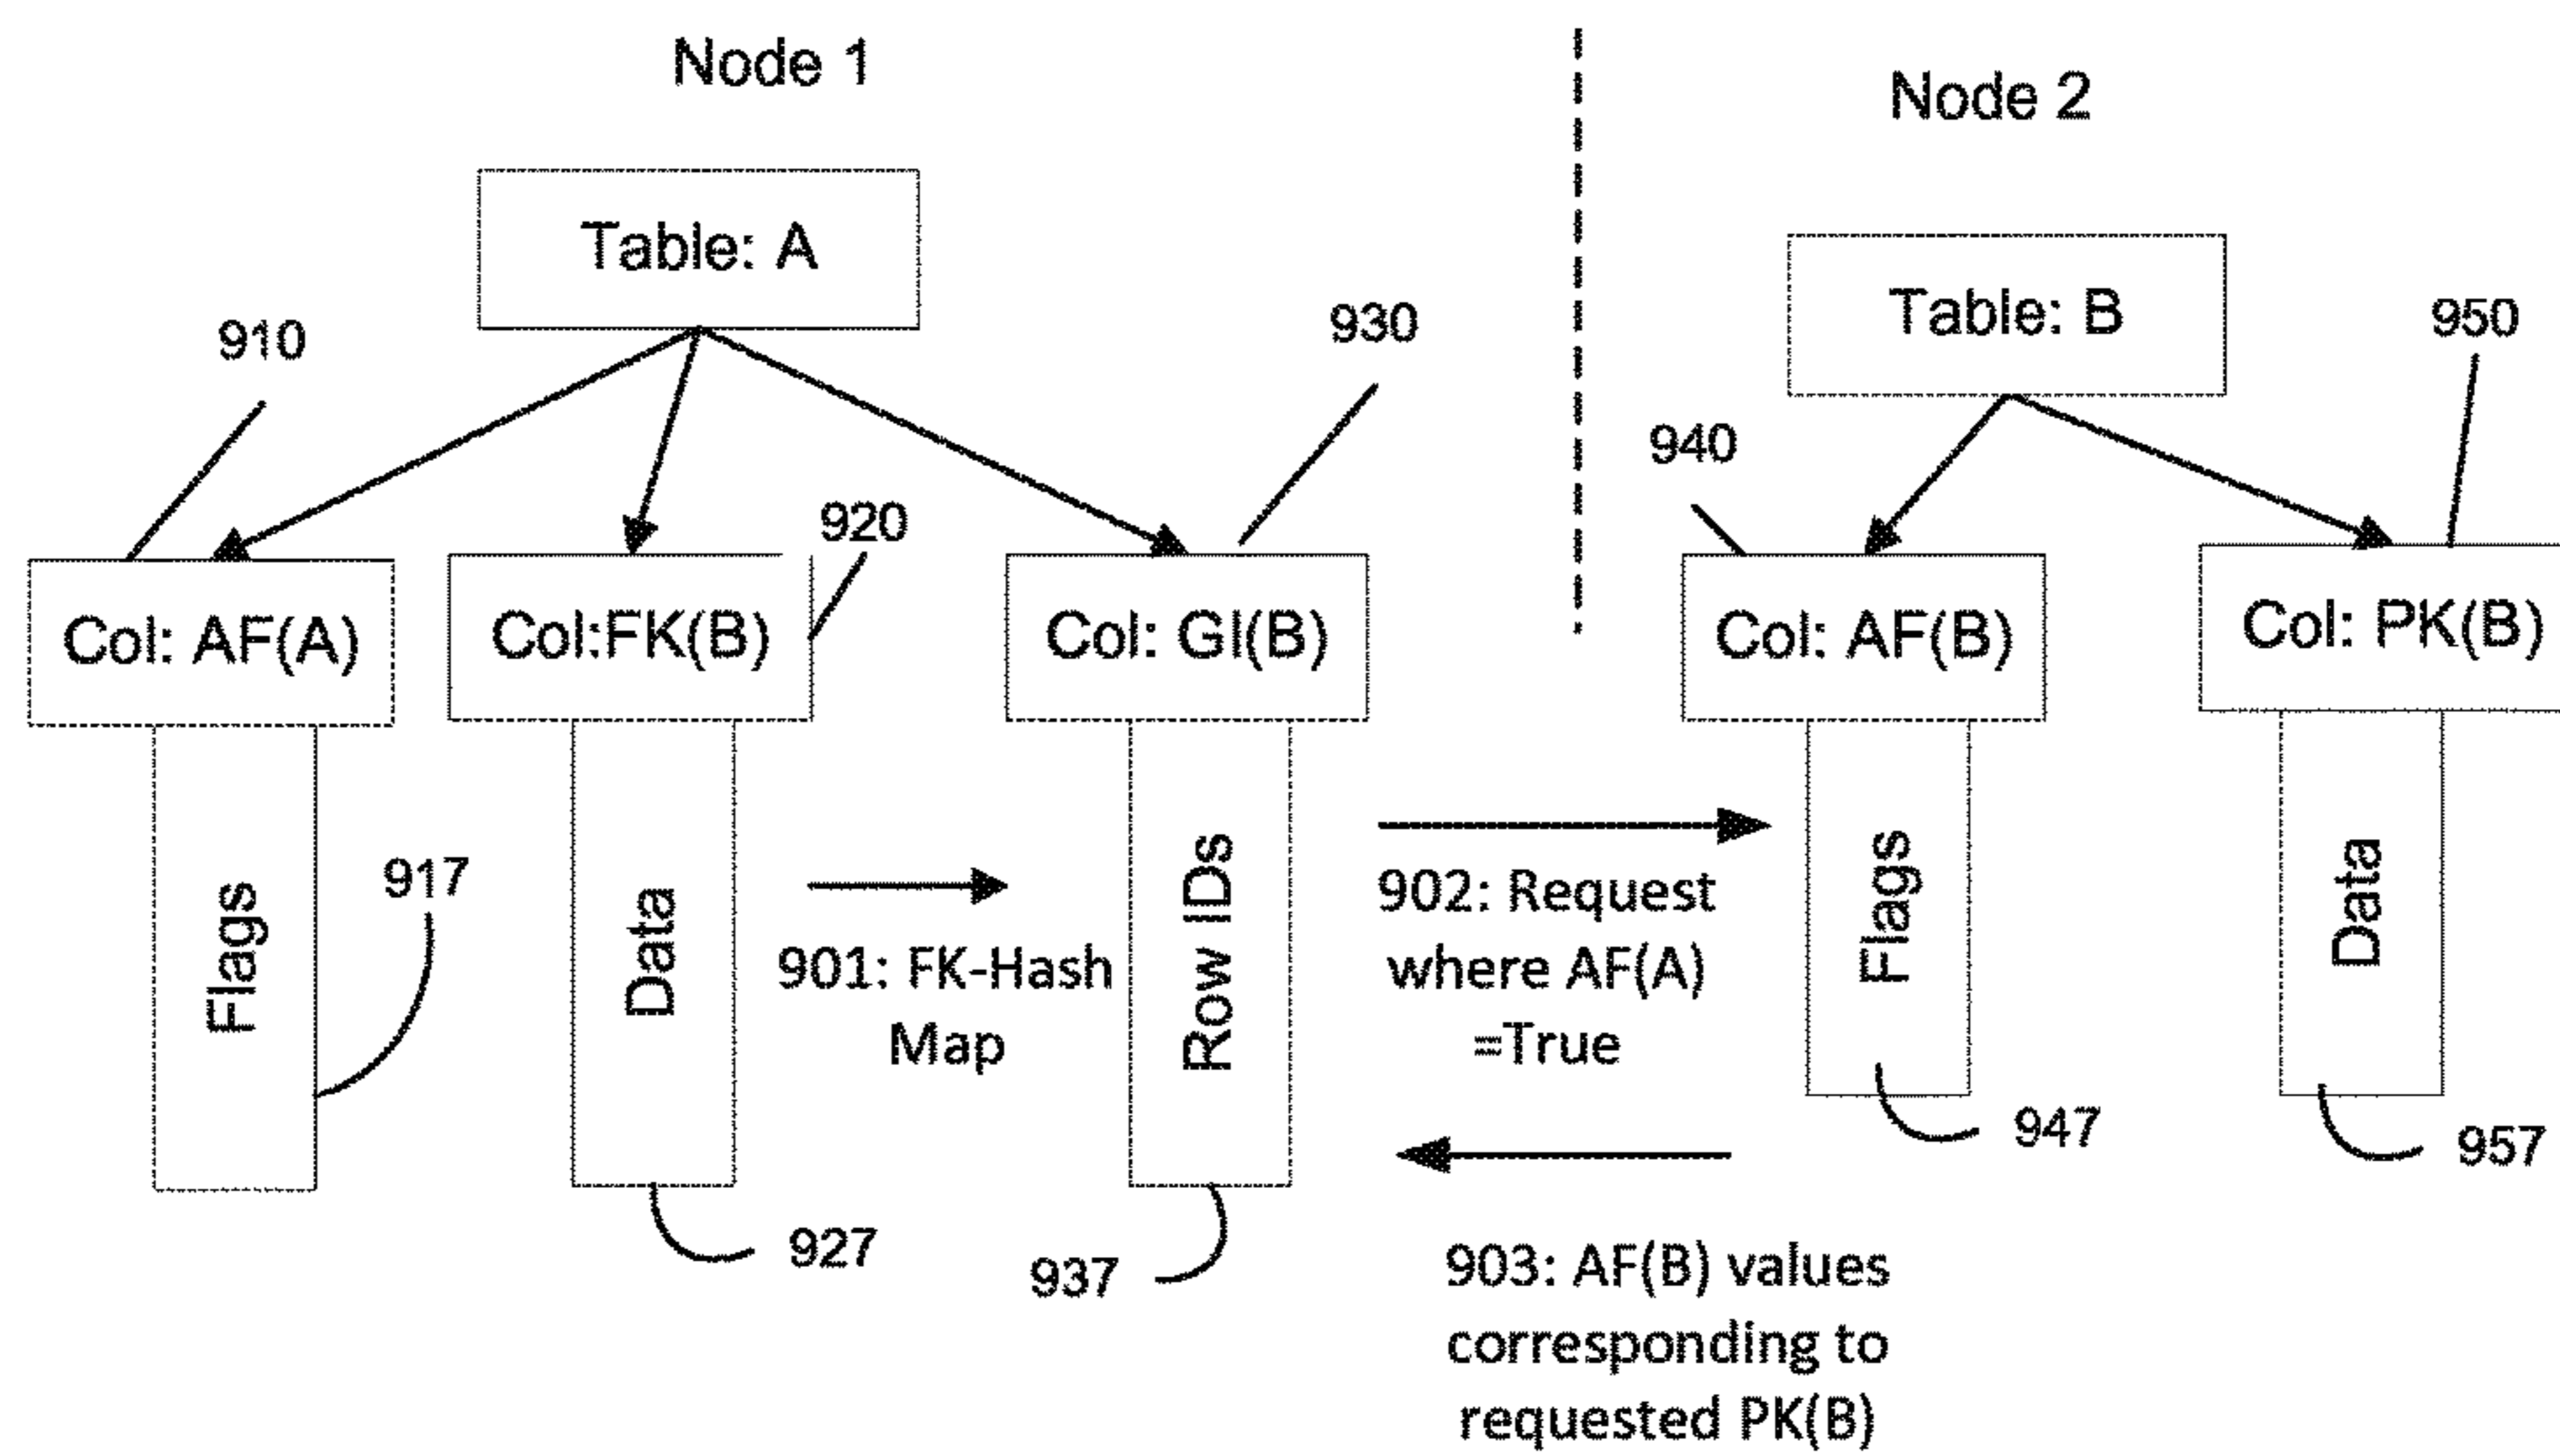 Node 1
Node 2
Table: A
Table: B
910
930
940
950
920
Col: AF(A)
Col:FK(B)
Col: GI(B)
Col: AF(B)
Col: PK(B)
Flags
917
Data
901: FK-Hash
Map
Row IDs
902: Request
where AF(A)
=True
Flags
Data
927
937
947
957
903: AF(B) values
corresponding to
requested PK(B)